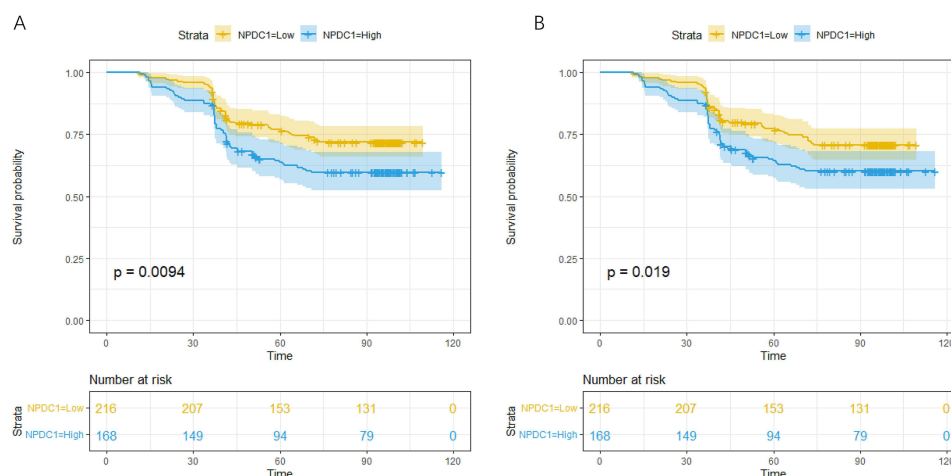 A
Strata NPDC1=Low NPDC1=High
1.00
0.75
0.50
0.25
0.00
Survival probability
p = 0.0094
0 30 60 90 120
Time
Number at risk
Strata
NPDC1=Low 216 207 153 131 0
NPDC1=High 168 149 94 79 0
0 30 60 90 120
Time
B
Strata NPDC1=Low NPDC1=High
1.00
0.75
0.50
0.25
0.00
Survival probability
p = 0.019
0 30 60 90 120
Time
Number at risk
Strata
NPDC1=Low 216 207 153 131 0
NPDC1=High 168 149 94 79 0
0 30 60 90 120
Time